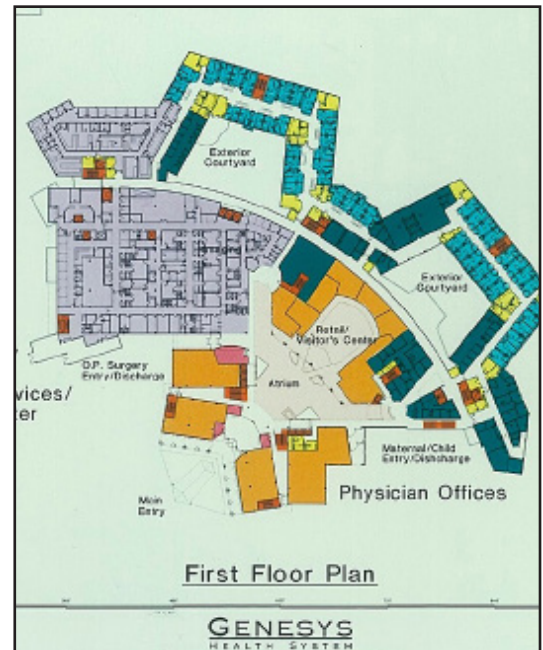 Exterior
Courtyard
Exterior
Courtyard
Retail/
Visitor's Center
O.P. Surgery
Entry/Discharge
Atrium
vices/
ter
Maternal/Child
Entry/Dishcharge
Main
Entry
Physician Offices
First Floor Plan
GENESYS
HEALTH SYSTEM